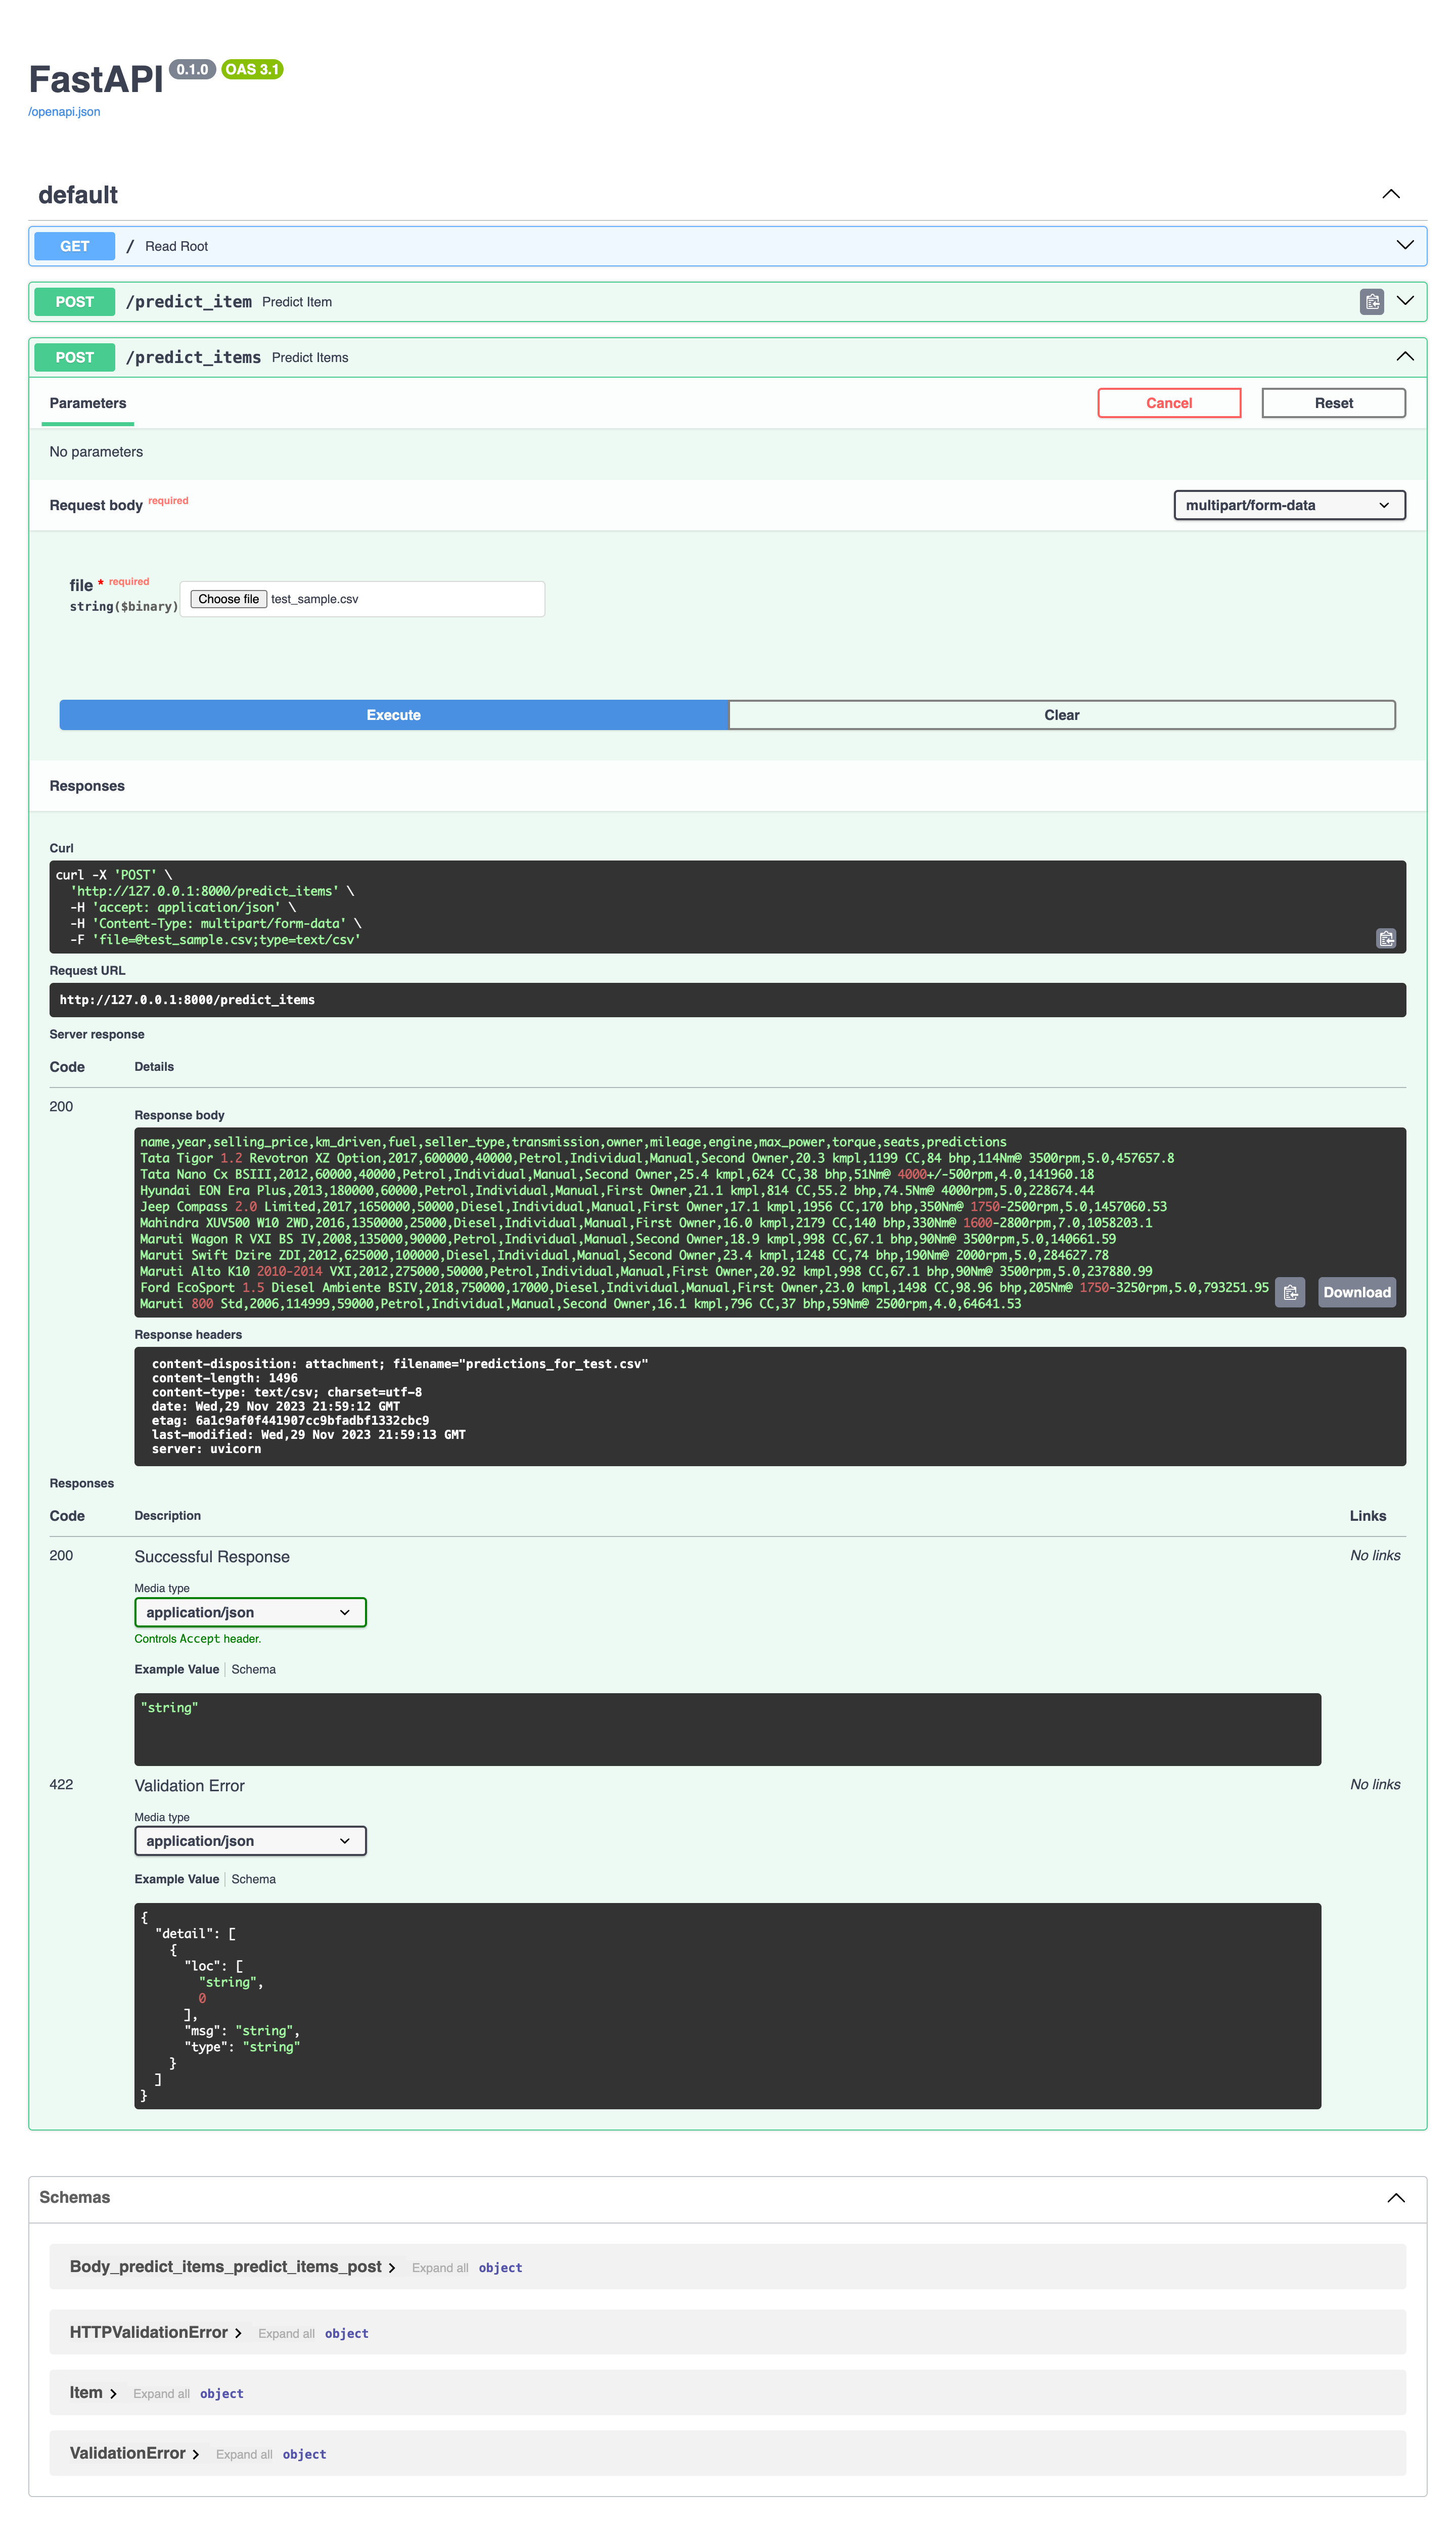 FastAPI 0.1.0 OAS 3.1
/openapi.json
default
GET / Read Root
POST /predict_item Predict Item
POST /predict_items Predict Items
Parameters Cancel Reset
No parameters
Request body required multipart/form-data
file * required
string($binary) Choose file test_sample.csv
Execute Clear
Responses
Curl
curl -X 'POST' \
  'http://127.0.0.1:8000/predict_items' \
  -H 'accept: application/json' \
  -H 'Content-Type: multipart/form-data' \
  -F 'file=@test_sample.csv;type=text/csv'
Request URL
http://127.0.0.1:8000/predict_items
Server response
Code Details
200
Response body
name,year,selling_price,km_driven,fuel,seller_type,transmission,owner,mileage,engine,max_power,torque,seats,predictions
Tata Tigor 1.2 Revotron XZ Option,2017,600000,40000,Petrol,Individual,Manual,Second Owner,20.3 kmpl,1199 CC,84 bhp,114Nm@ 3500rpm,5.0,457657.8
Tata Nano Cx BSIII,2012,60000,40000,Petrol,Individual,Manual,Second Owner,25.4 kmpl,624 CC,38 bhp,51Nm@ 4000+/-500rpm,4.0,141960.18
Hyundai EON Era Plus,2013,180000,60000,Petrol,Individual,Manual,First Owner,21.1 kmpl,814 CC,55.2 bhp,74.5Nm@ 4000rpm,5.0,228674.44
Jeep Compass 2.0 Limited,2017,1650000,50000,Diesel,Individual,Manual,First Owner,17.1 kmpl,1956 CC,170 bhp,350Nm@ 1750-2500rpm,5.0,1457060.53
Mahindra XUV500 W10 2WD,2016,1350000,25000,Diesel,Individual,Manual,First Owner,16.0 kmpl,2179 CC,140 bhp,330Nm@ 1600-2800rpm,7.0,1058203.1
Maruti Wagon R VXI BS IV,2008,135000,90000,Petrol,Individual,Manual,Second Owner,18.9 kmpl,998 CC,67.1 bhp,90Nm@ 3500rpm,5.0,140661.59
Maruti Swift Dzire ZDI,2012,625000,100000,Diesel,Individual,Manual,Second Owner,23.4 kmpl,1248 CC,74 bhp,190Nm@ 2000rpm,5.0,284627.78
Maruti Alto K10 2010-2014 VXI,2012,275000,50000,Petrol,Individual,Manual,First Owner,20.92 kmpl,998 CC,67.1 bhp,90Nm@ 3500rpm,5.0,237880.99
Ford EcoSport 1.5 Diesel Ambiente BSIV,2018,750000,17000,Diesel,Individual,Manual,First Owner,23.0 kmpl,1498 CC,98.96 bhp,205Nm@ 1750-3250rpm,5.0,793251.95
Maruti 800 Std,2006,114999,59000,Petrol,Individual,Manual,Second Owner,16.1 kmpl,796 CC,37 bhp,59Nm@ 2500rpm,4.0,64641.53
Download
Response headers
content-disposition: attachment; filename="predictions_for_test.csv"
content-length: 1496
content-type: text/csv; charset=utf-8
date: Wed,29 Nov 2023 21:59:12 GMT
etag: 6a1c9af0f441907cc9bfadbf1332cbc9
last-modified: Wed,29 Nov 2023 21:59:13 GMT
server: uvicorn
Responses
Code Description Links
200 Successful Response No links
Media type
application/json
Controls Accept header.
Example Value Schema
"string"
422 Validation Error No links
Media type
application/json
Example Value Schema
{
  "detail": [
    {
      "loc": [
        "string",
        0
      ],
      "msg": "string",
      "type": "string"
    }
  ]
}
Schemas
Body_predict_items_predict_items_post Expand all object
HTTPValidationError Expand all object
Item Expand all object
ValidationError Expand all object